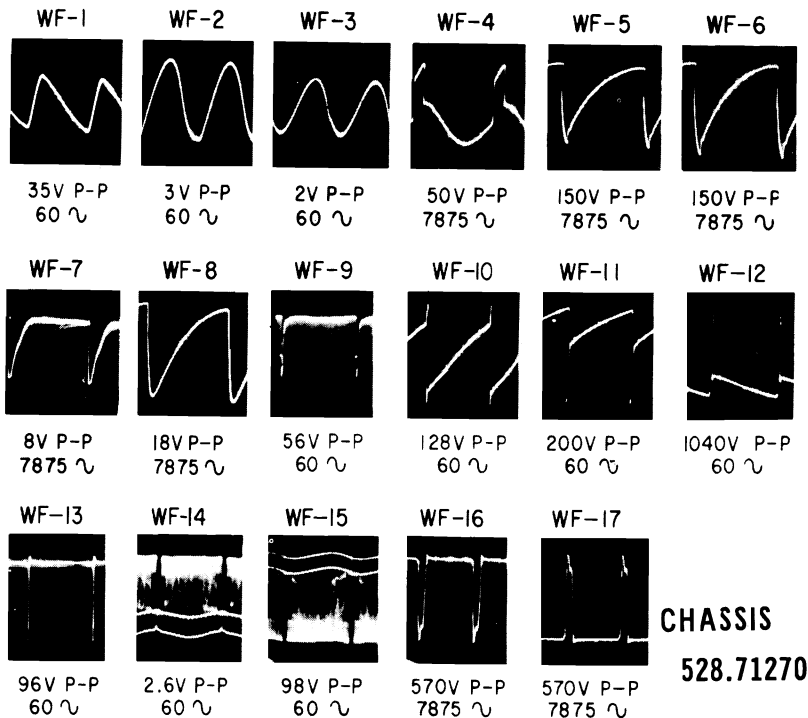 WF-1 WF-2 WF-3 WF-4 WF-5 WF-6
35V P-P 3V P-P 2V P-P 50V P-P 150V P-P 150V P-P
60 ∿ 60 ∿ 60 ∿ 7875 ∿ 7875 ∿ 7875 ∿
WF-7 WF-8 WF-9 WF-10 WF-11 WF-12
8V P-P 18V P-P 56V P-P 128V P-P 200V P-P 1040V P-P
7875 ∿ 7875 ∿ 60 ∿ 60 ∿ 60 ∿ 60 ∿
WF-13 WF-14 WF-15 WF-16 WF-17
96V P-P 2.6V P-P 98V P-P 570V P-P 570V P-P
60 ∿ 60 ∿ 60 ∿ 7875 ∿ 7875 ∿
CHASSIS
528.71270